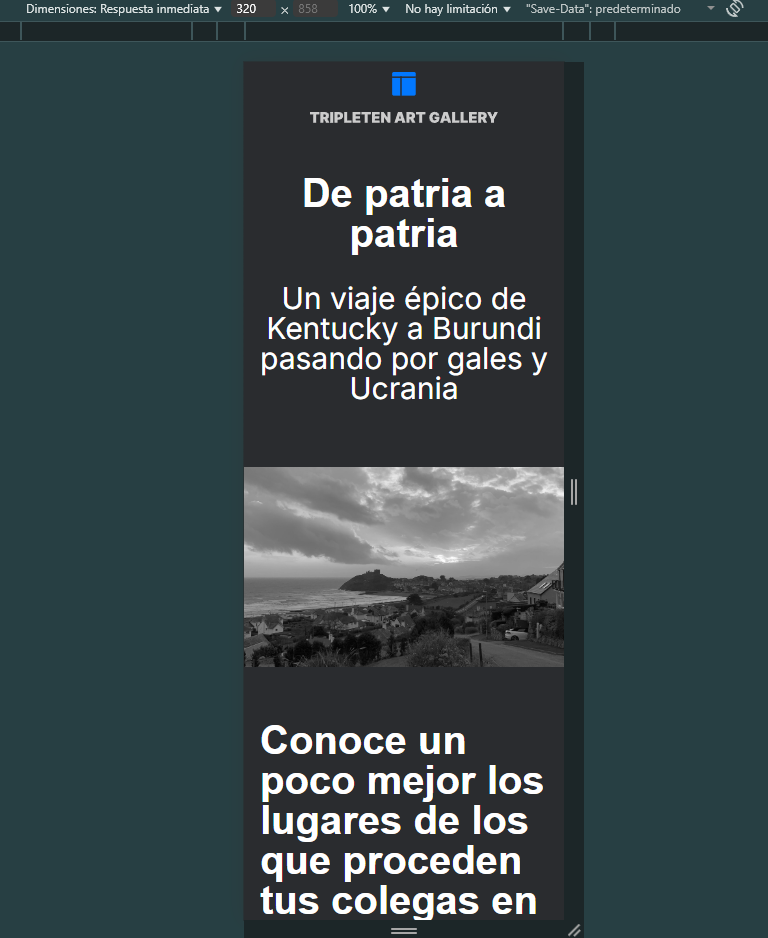 Dimensiones: Respuesta inmediata ▼ 320 × 858 100% ▼ No hay limitación ▼ "Save-Data": predeterminado
TRIPLETEN ART GALLERY
De patria a
patria
Un viaje épico de
Kentucky a Burundi
pasando por gales y
Ucrania
Conoce un
poco mejor los
lugares de los
que proceden
tus colegas en